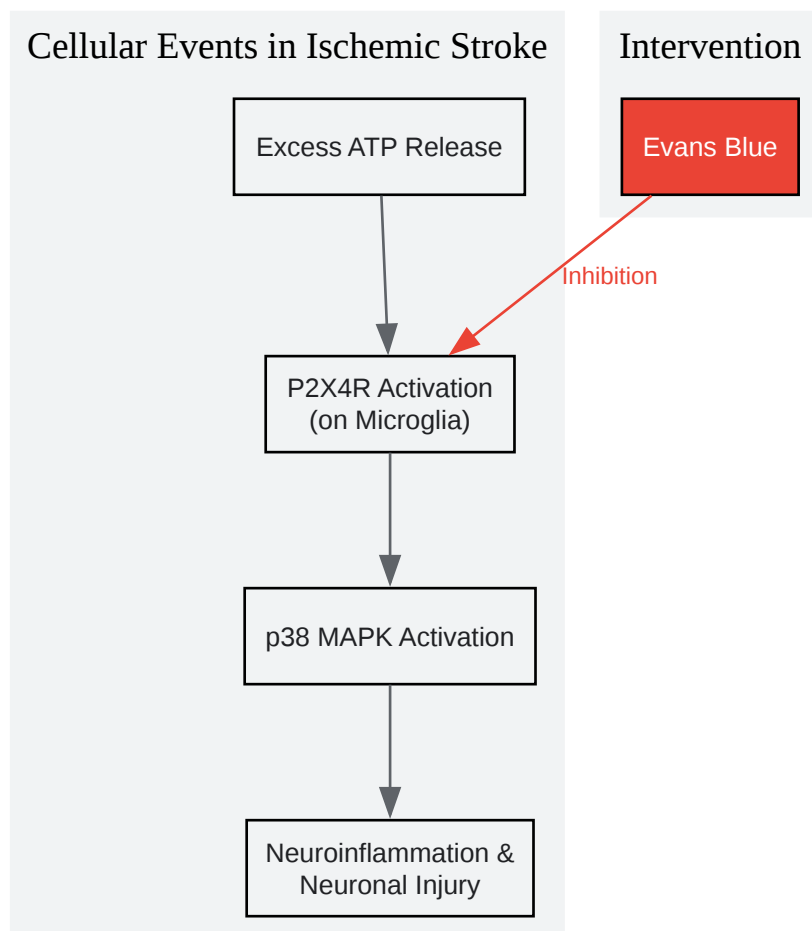 Cellular Events in Ischemic Stroke
Intervention
Excess ATP Release
Evans Blue
Inhibition
P2X4R Activation
(on Microglia)
p38 MAPK Activation
Neuroinflammation &
Neuronal Injury